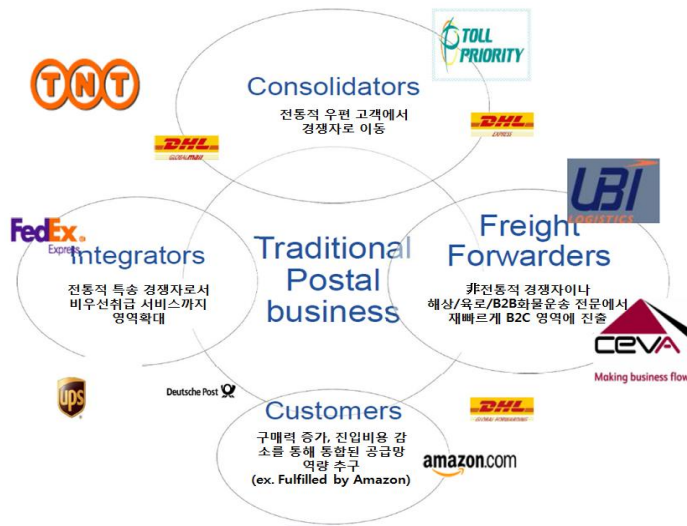 TNT
TOLL
PRIORITY
Consolidators
전통적 우편 고객에서
경쟁자로 이동
DHL
GLOBAL MAIL
DHL
EXPRESS
UBI
LOGISTICS
FedEx
Express
Integrators
전통적 특송 경쟁자로서
비우선취급 서비스까지
영역확대
Traditional
Postal
business
Freight
Forwarders
非전통적 경쟁자이나
해상/육로/B2B화물운송 전문에서
재빠르게 B2C 영역에 진출
CEVA
Making business flow
ups
Deutsche Post
DHL
GLOBAL FORWARDING
Customers
구매력 증가, 진입비용 감
소를 통해 통합된 공급망
역량 추구
(ex. Fulfilled by Amazon)
amazon.com